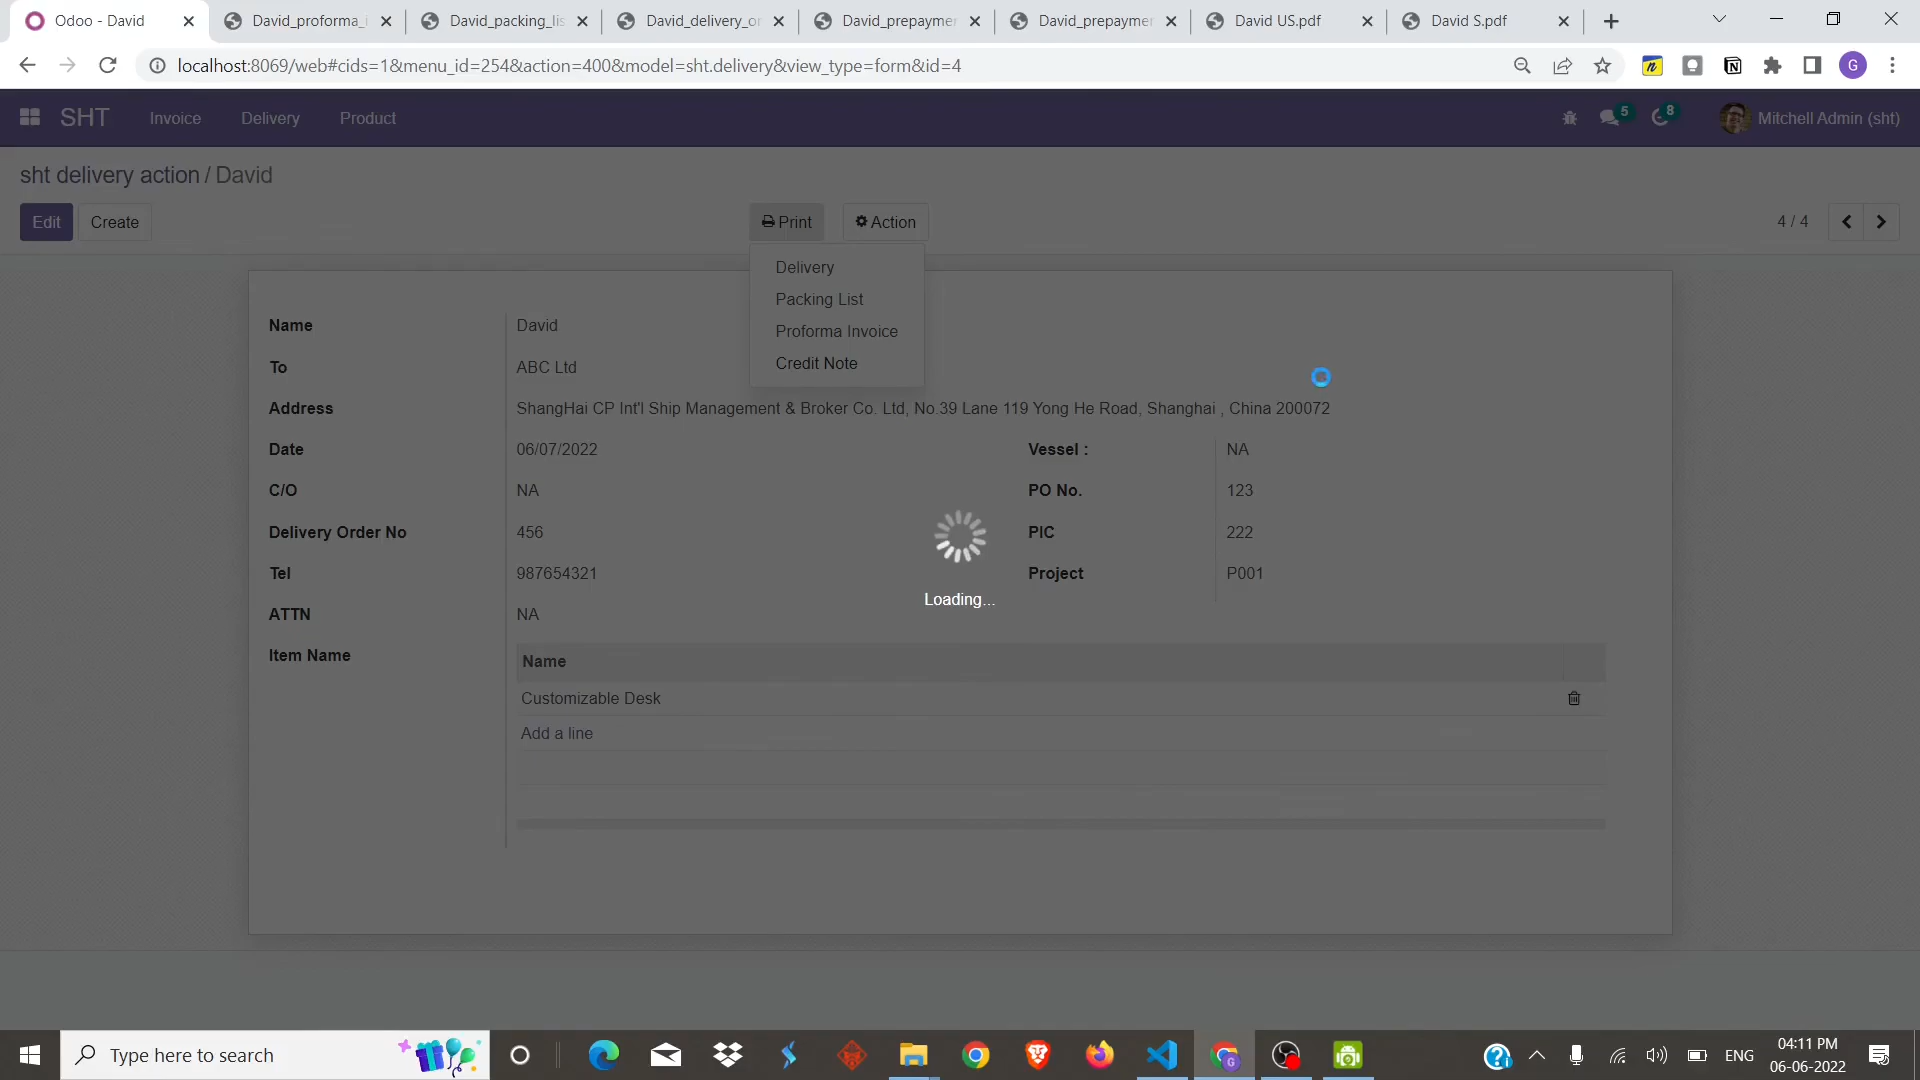 Odoo - David
David_proforma_i
David_packing_lis
David_delivery_or
David_prepaymen
David_prepaymen
David US.pdf
David S.pdf
localhost:8069/web#cids=1&menu_id=254&action=400&model=sht.delivery&view_type=form&id=4
G
SHT
Invoice
Delivery
Product
5
8
Mitchell Admin (sht)
sht delivery action / David
Edit
Create
Print
Action
4 / 4
Delivery
Packing List
Proforma Invoice
Credit Note
Name
David
To
ABC Ltd
Address
ShangHai CP Int'l Ship Management & Broker Co. Ltd, No.39 Lane 119 Yong He Road, Shanghai , China 200072
Date
06/07/2022
Vessel :
NA
C/O
NA
PO No.
123
Delivery Order No
456
PIC
222
Tel
987654321
Project
P001
Loading...
ATTN
NA
Item Name
Name
Customizable Desk
Add a line
Type here to search
ENG
04:11 PM
06-06-2022